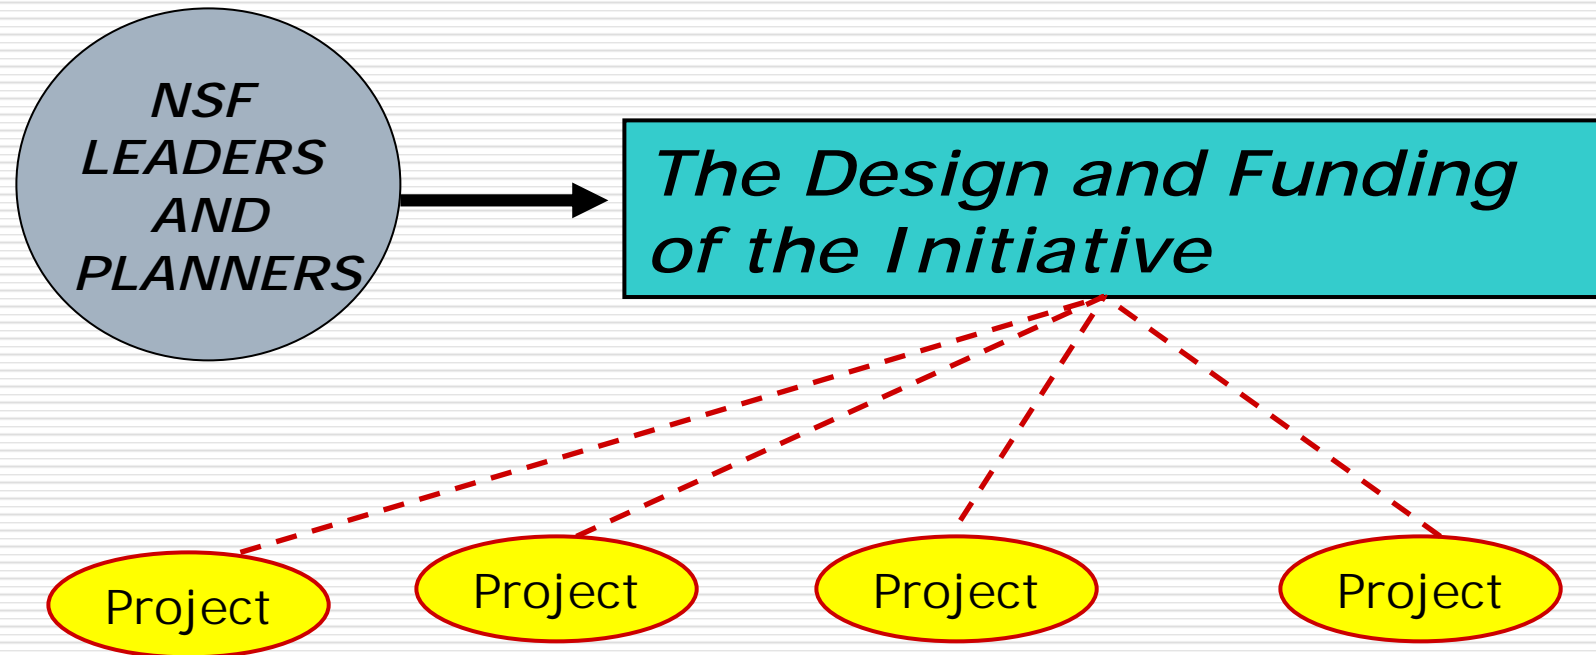 NSF
LEADERS
AND
PLANNERS
The Design and Funding
of the Initiative
Project
Project
Project
Project